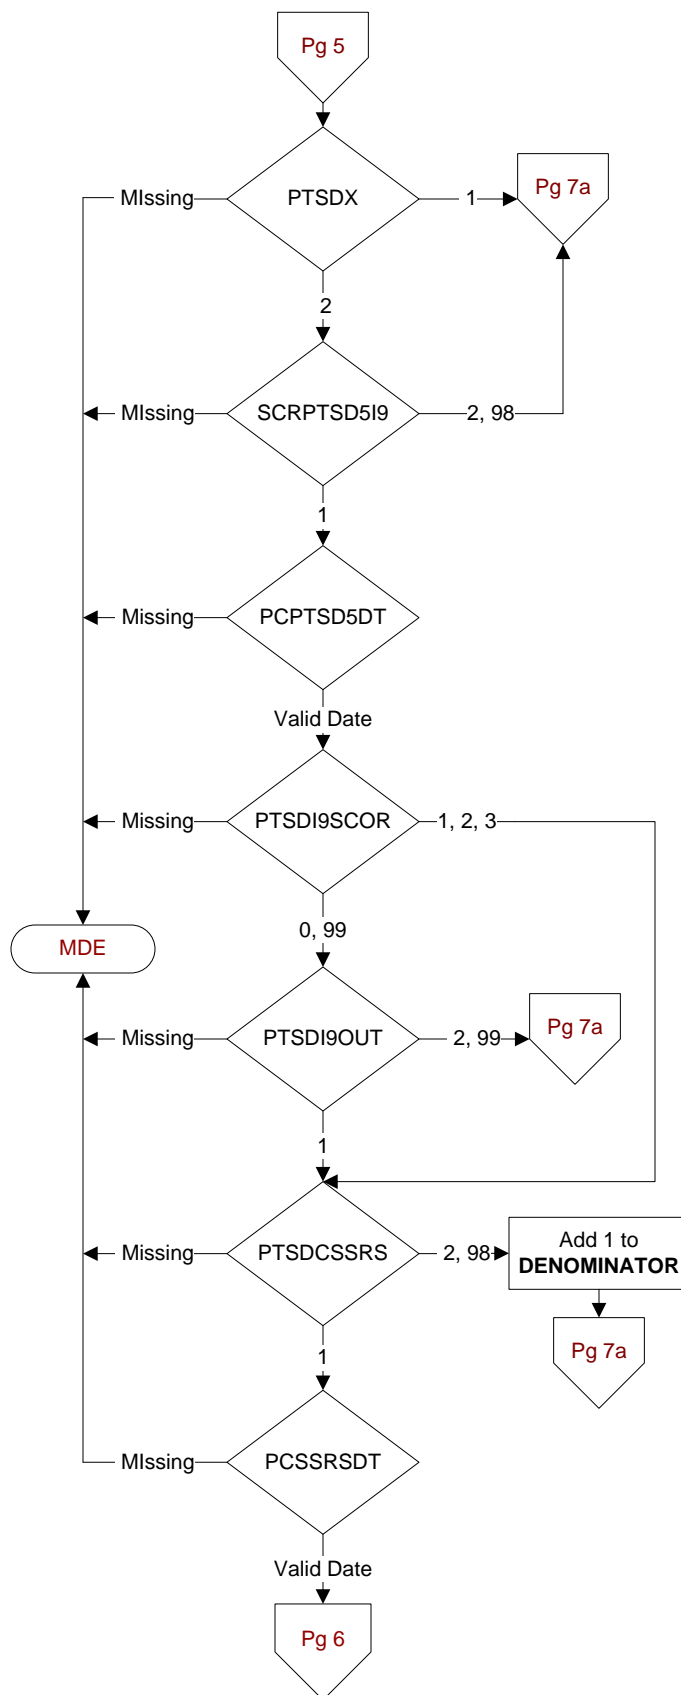 Pg 5
PTSDX
MIssing
1
Pg 7a
2
SCRPTSD5I9
MIssing
2, 98
1
PCPTSD5DT
Missing
Valid Date
PTSDI9SCOR
Missing
1, 2, 3
0, 99
MDE
PTSDI9OUT
Missing
2, 99
Pg 7a
1
PTSDCSSRS
Missing
2, 98
Add 1 to
DENOMINATOR
Pg 7a
1
PCSSRSDT
MIssing
Valid Date
Pg 6